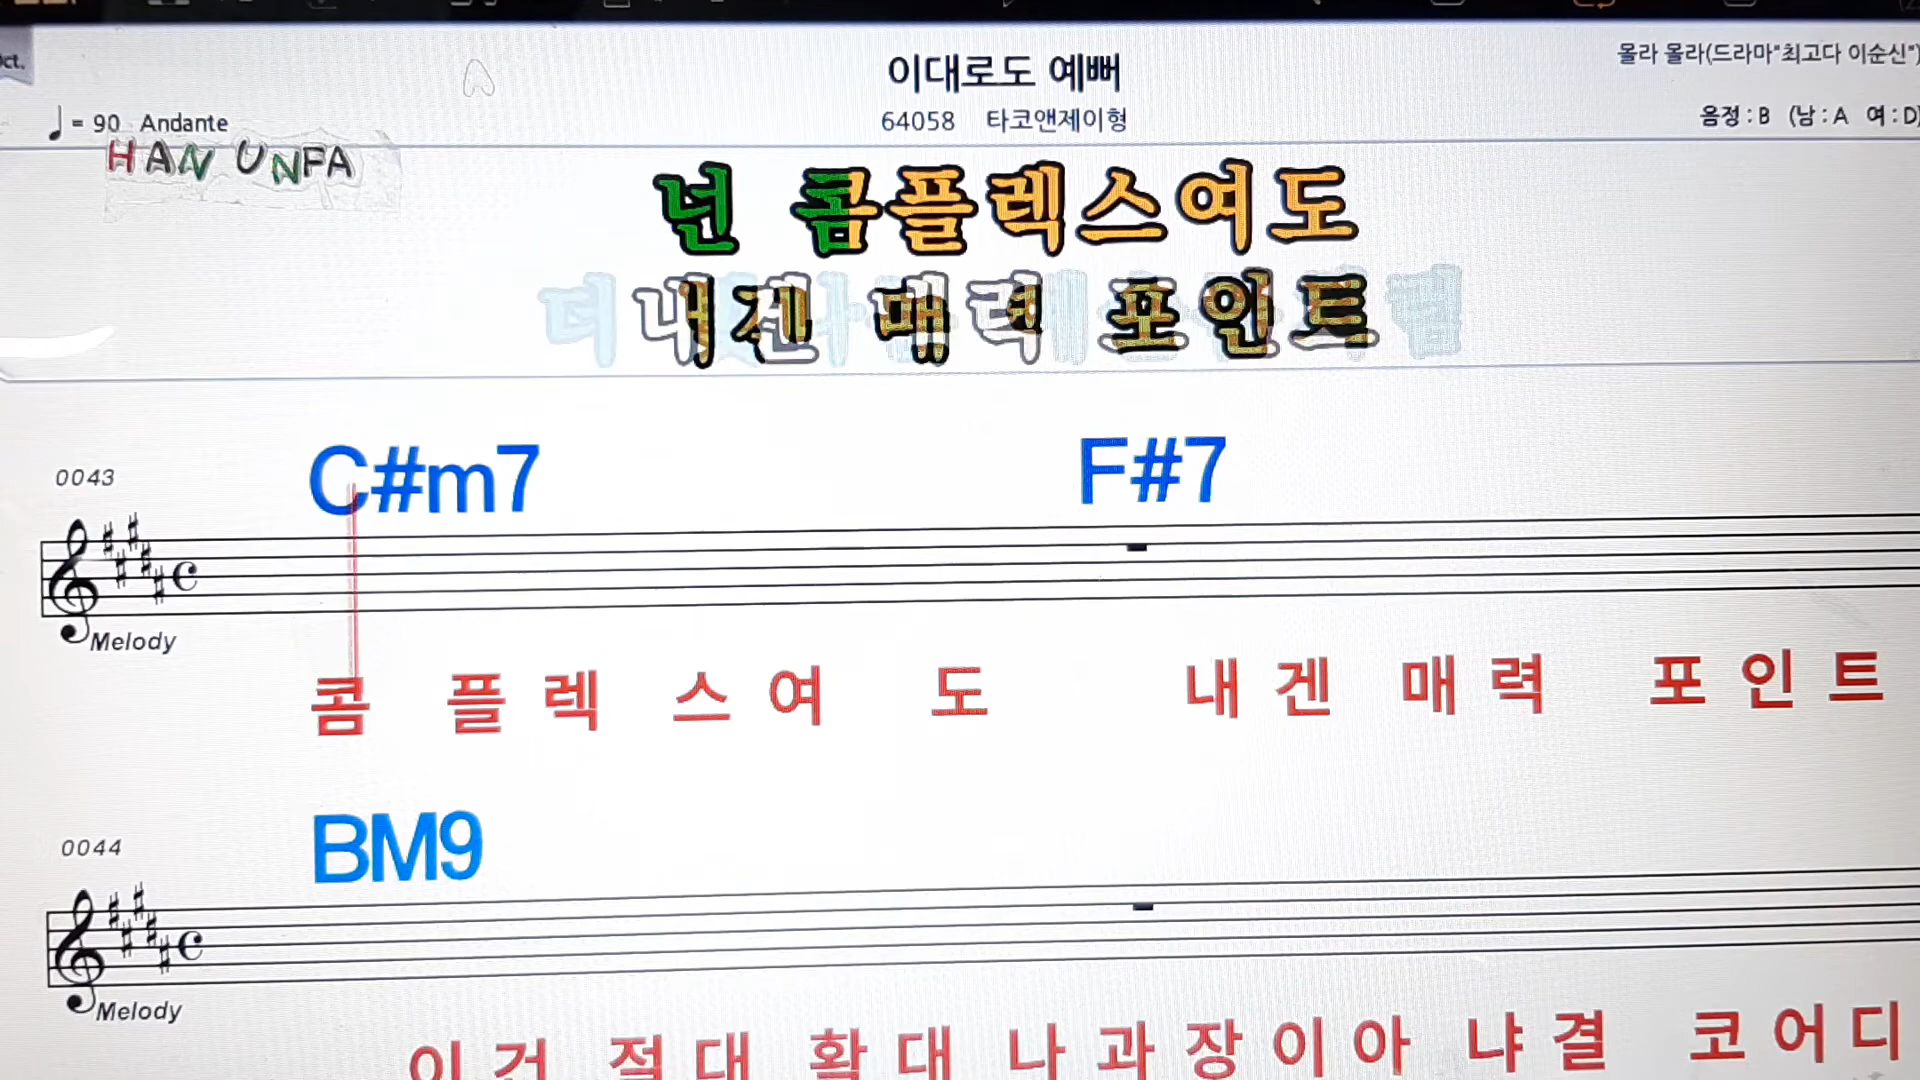 이대로도 예뻐
몰라 몰라(드라마"최고다 이순신")
♩= 90 Andante
64058 타코앤제이형
음정 : B (남 : A 여 : D)
HAN UNFA
넌 콤플렉스여도
내겐 매력 포인트
0043
C#m7 F#7
Melody
콤 플 렉 스 여 도 내 겐 매 력 포 인 트
0044
BM9
Melody
이 건 절 대 확 대 나 과 장 이 아 냐 결 코 어 디